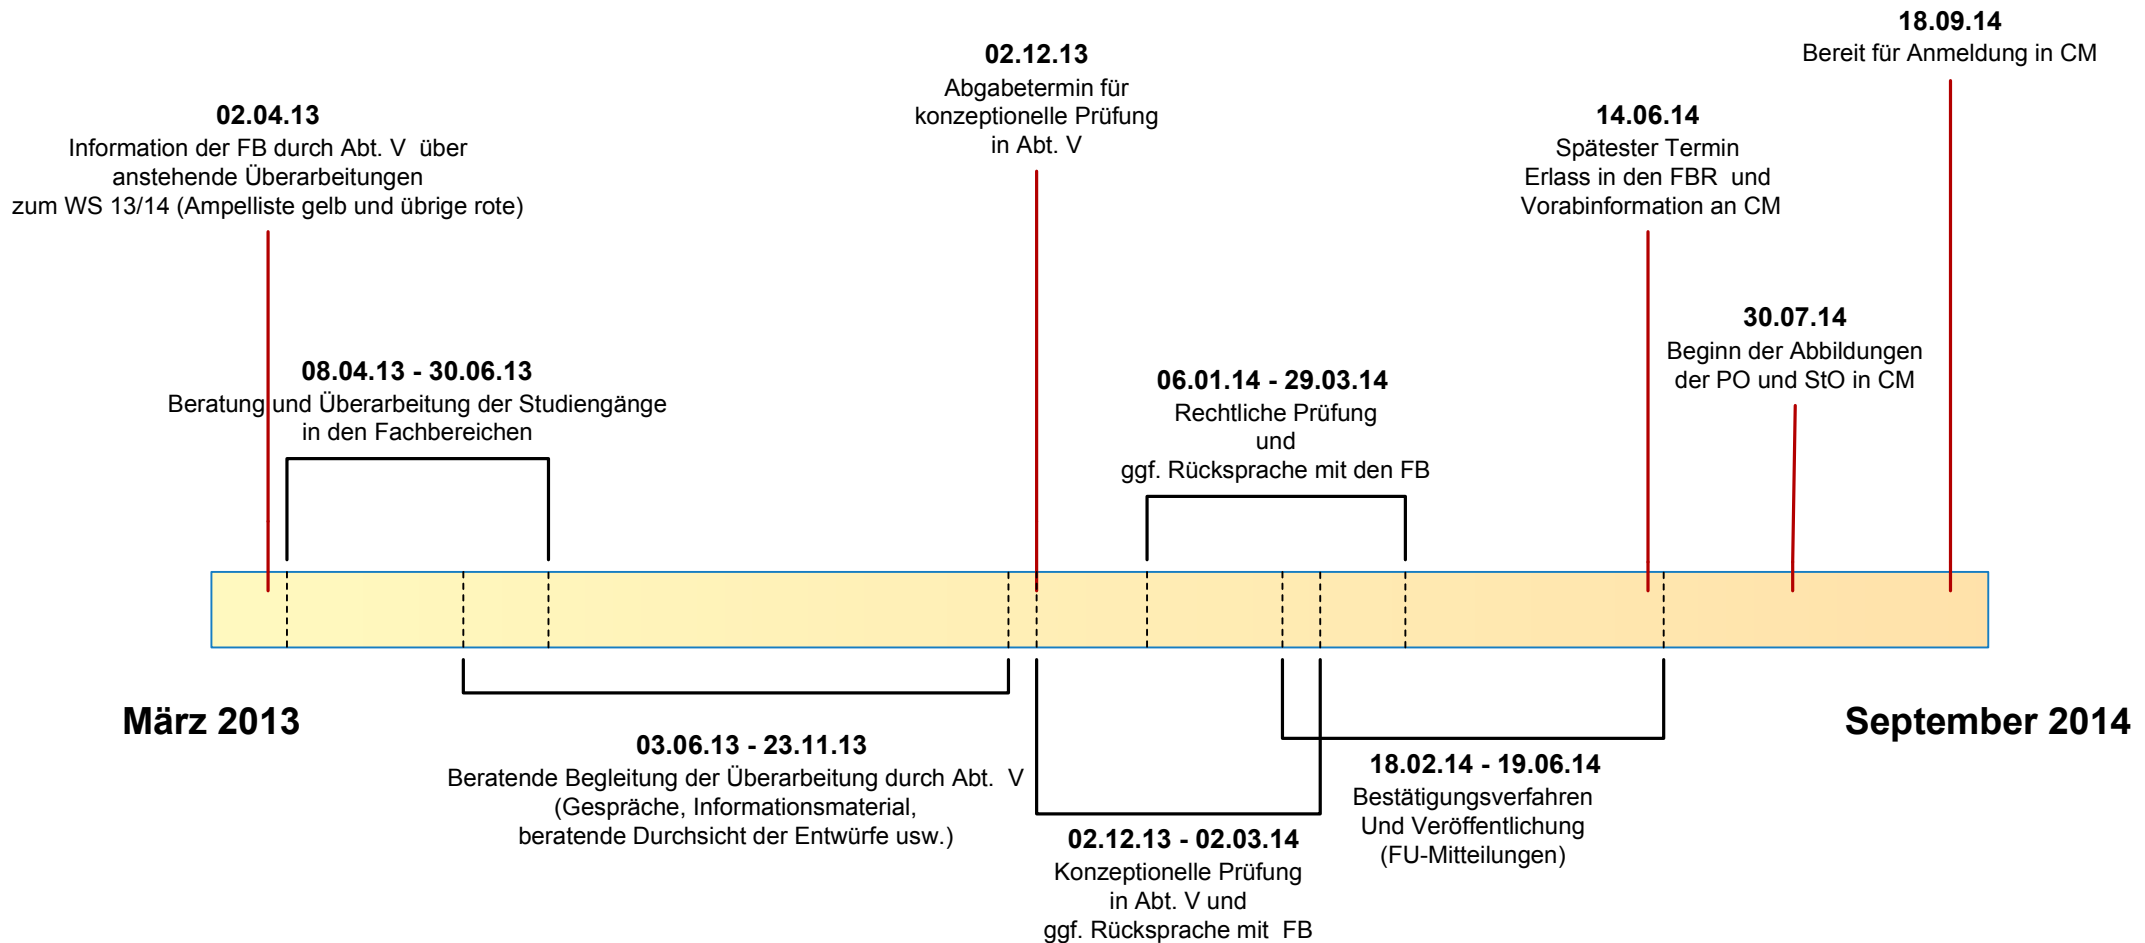 18.09.14
Bereit für Anmeldung in CM
02.12.13
Abgabetermin für
konzeptionelle Prüfung
in Abt. V
02.04.13
Information der FB durch Abt. V über
anstehende Überarbeitungen
zum WS 13/14 (Ampelliste gelb und übrige rote)
14.06.14
Spätester Termin
Erlass in den FBR und
Vorabinformation an CM
30.07.14
Beginn der Abbildungen
der PO und StO in CM
08.04.13 - 30.06.13
Beratung und Überarbeitung der Studiengänge
in den Fachbereichen
06.01.14 - 29.03.14
Rechtliche Prüfung
und
ggf. Rücksprache mit den FB
März 2013
September 2014
03.06.13 - 23.11.13
Beratende Begleitung der Überarbeitung durch Abt. V
(Gespräche, Informationsmaterial,
beratende Durchsicht der Entwürfe usw.)
18.02.14 - 19.06.14
Bestätigungsverfahren
Und Veröffentlichung
(FU-Mitteilungen)
02.12.13 - 02.03.14
Konzeptionelle Prüfung
in Abt. V und
ggf. Rücksprache mit FB